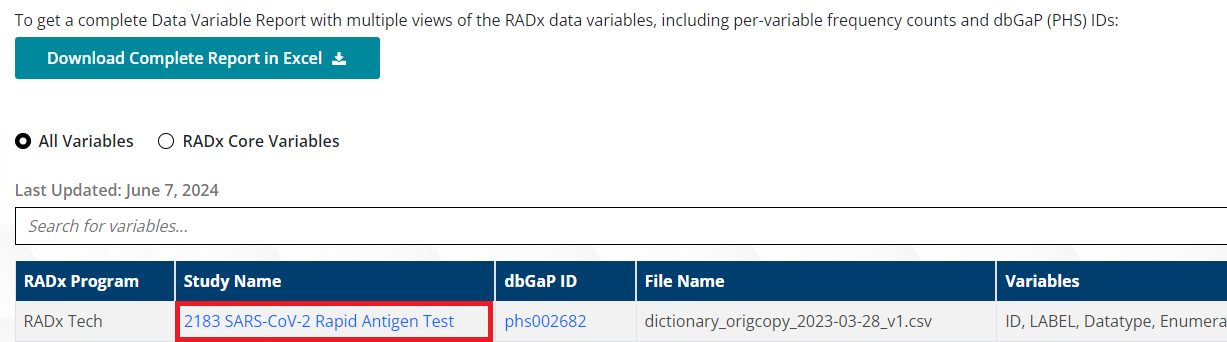 To get a complete Data Variable Report with multiple views of the RADx data variables, including per-variable frequency counts and dbGaP (PHS) IDs:
Download Complete Report in Excel
All Variables RADx Core Variables
Last Updated: June 7, 2024
Search for variables...
RADx Program Study Name dbGaP ID File Name Variables
RADx Tech 2183 SARS-CoV-2 Rapid Antigen Test phs002682 dictionary_origcopy_2023-03-28_v1.csv ID, LABEL, Datatype, Enumera